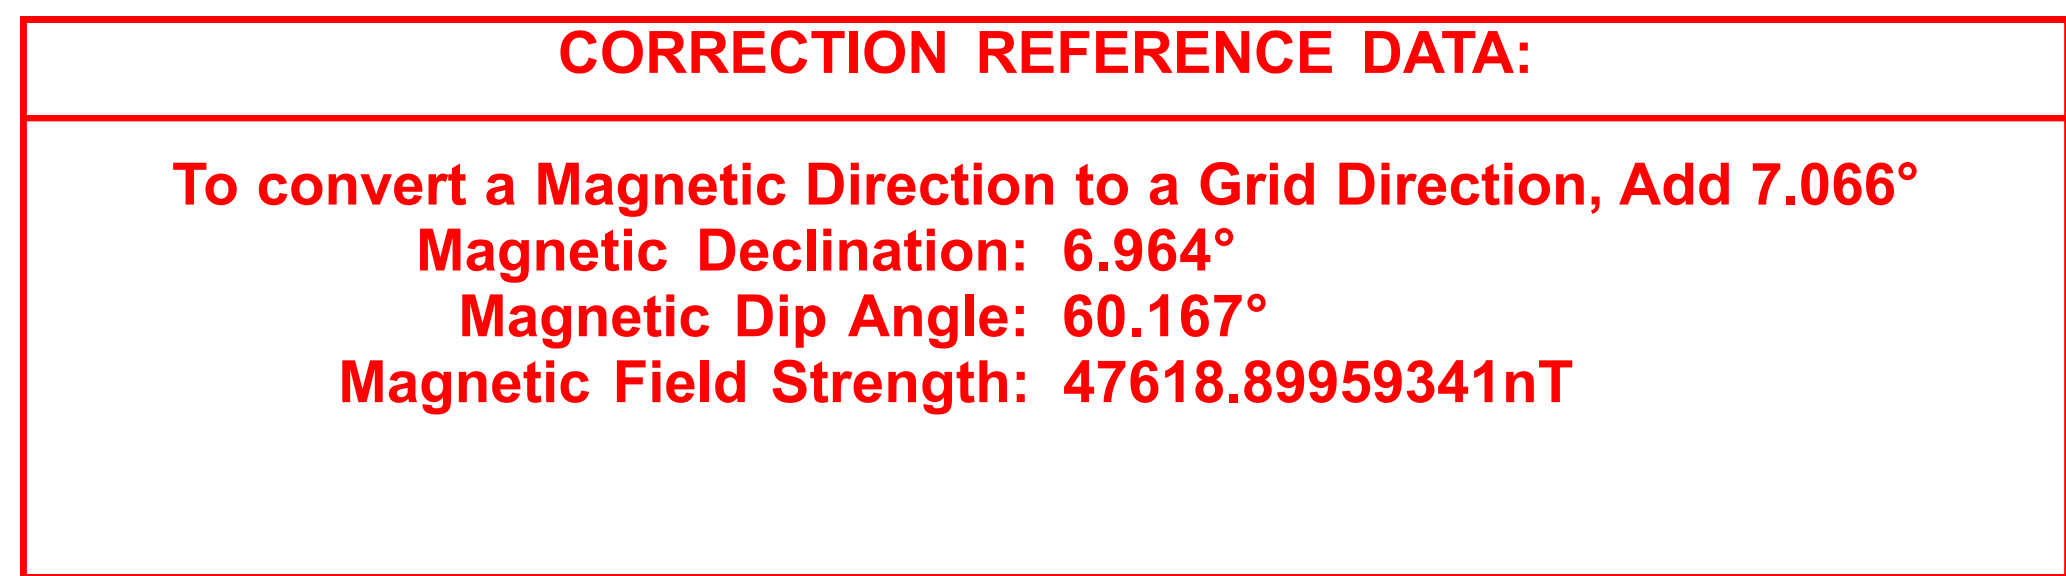 CORRECTION REFERENCE DATA:
To convert a Magnetic Direction to a Grid Direction, Add 7.066°
Magnetic Declination: 6.964°
Magnetic Dip Angle: 60.167°
Magnetic Field Strength: 47618.89959341nT